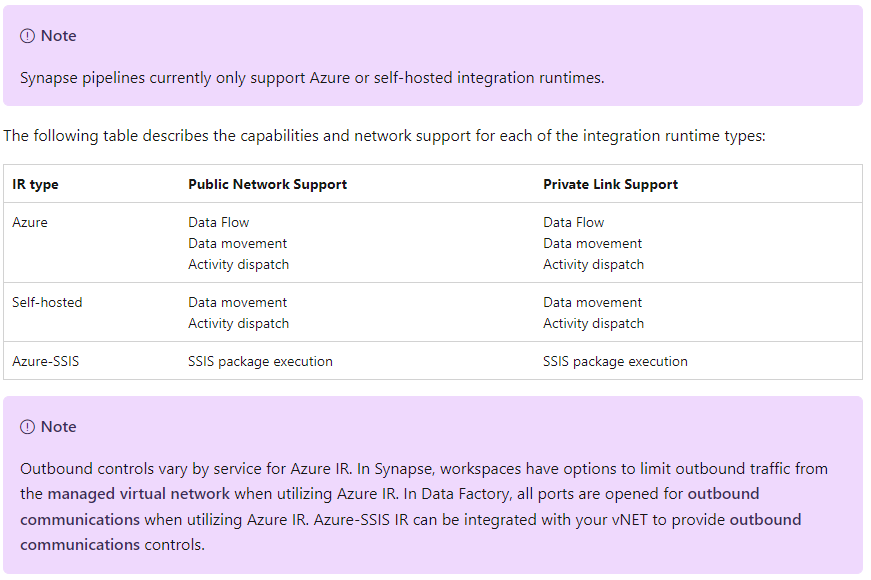 Note
Synapse pipelines currently only support Azure or self-hosted integration runtimes.
The following table describes the capabilities and network support for each of the integration runtime types:
IR type Public Network Support Private Link Support
Azure Data Flow Data Flow
Data movement Data movement
Activity dispatch Activity dispatch
Self-hosted Data movement Data movement
Activity dispatch Activity dispatch
Azure-SSIS SSIS package execution SSIS package execution
Note
Outbound controls vary by service for Azure IR. In Synapse, workspaces have options to limit outbound traffic from
the managed virtual network when utilizing Azure IR. In Data Factory, all ports are opened for outbound
communications when utilizing Azure IR. Azure-SSIS IR can be integrated with your vNET to provide outbound
communications controls.